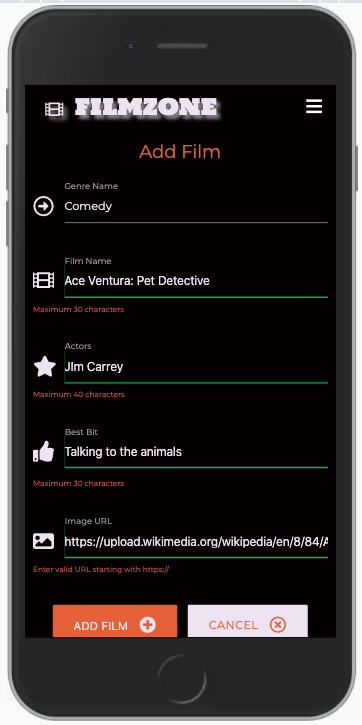 FILMZONE
Add Film
Genre Name
Comedy
Film Name
Ace Ventura: Pet Detective
Maximum 30 characters
Actors
JIm Carrey
Maximum 40 characters
Best Bit
Talking to the animals
Maximum 30 characters
Image URL
https://upload.wikimedia.org/wikipedia/en/8/84/A
Enter valid URL starting with https://
ADD FILM
CANCEL